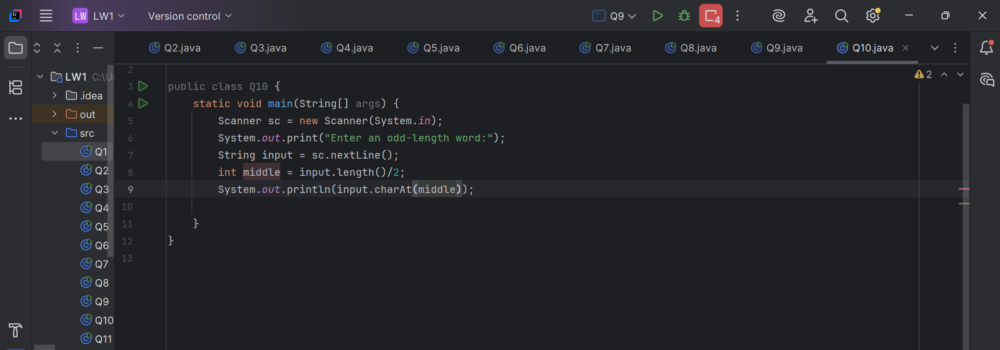 LW LW1 Version control Q9 4
Q2.java Q3.java Q4.java Q5.java Q6.java Q7.java Q8.java Q9.java Q10.java
LW1 C:\Us
.idea
out
src
Q1
Q2
Q3
Q4
Q5
Q6
Q7
Q8
Q9
Q10
Q11
2
2
3 public class Q10 {
4     static void main(String[] args) {
5         Scanner sc = new Scanner(System.in);
6         System.out.print("Enter an odd-length word:");
7         String input = sc.nextLine();
8         int middle = input.length()/2;
9         System.out.println(input.charAt(middle));
10
11     }
12 }
13